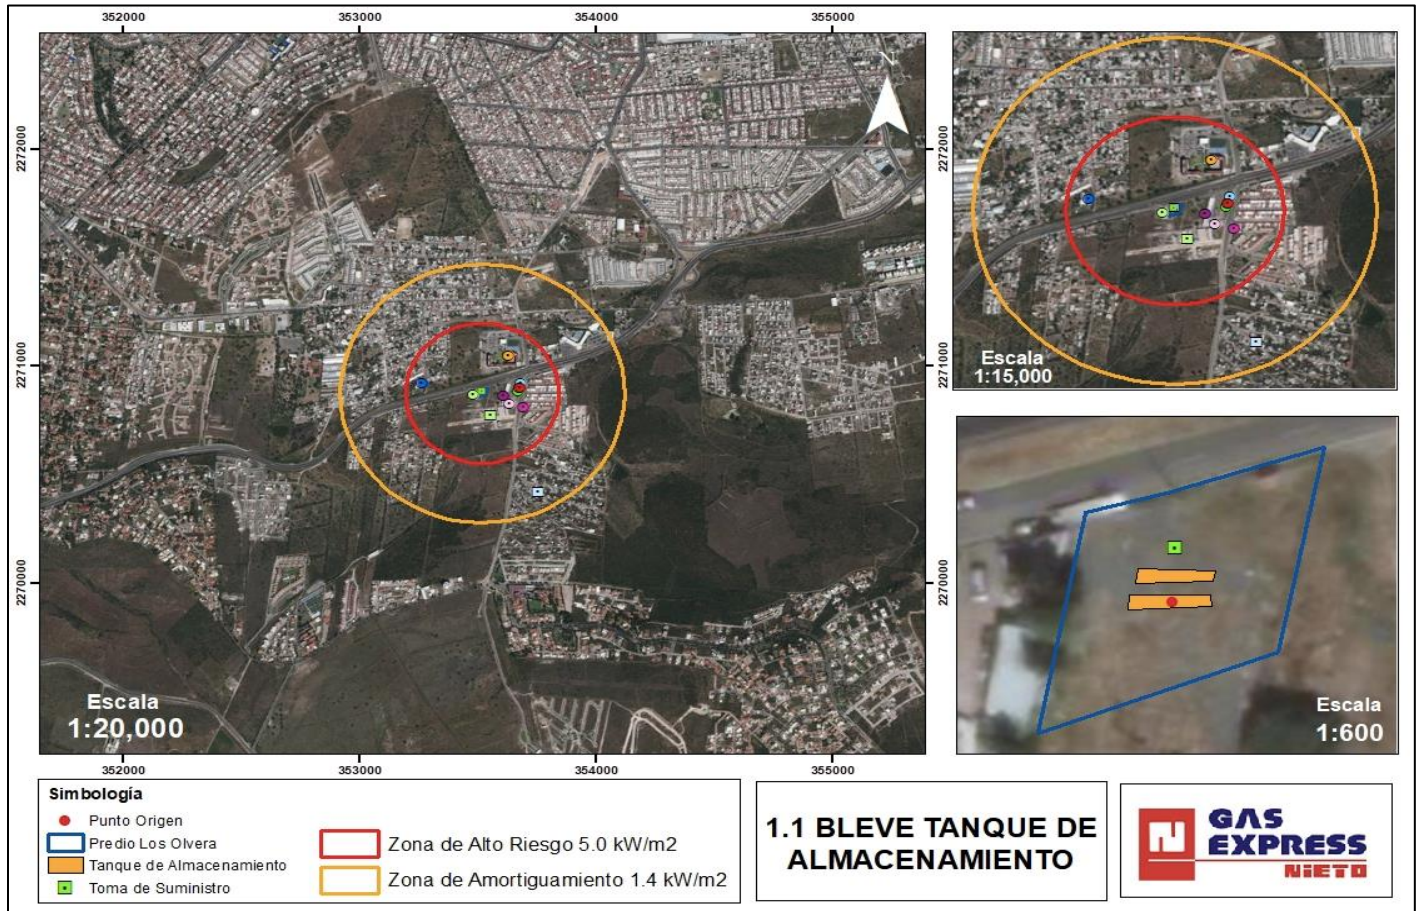 352000
353000
354000
355000
2272000
2271000
2270000
N
Escala
1:20,000
352000
353000
354000
355000
2272000
2271000
2270000
Escala
1:15,000
Escala
1:600
Simbología
Punto Origen
Predio Los Olvera
Tanque de Almacenamiento
Toma de Suministro
Zona de Alto Riesgo 5.0 kW/m2
Zona de Amortiguamiento 1.4 kW/m2
1.1 BLEVE TANQUE DE
ALMACENAMIENTO
GAS
EXPRESS
NIETO